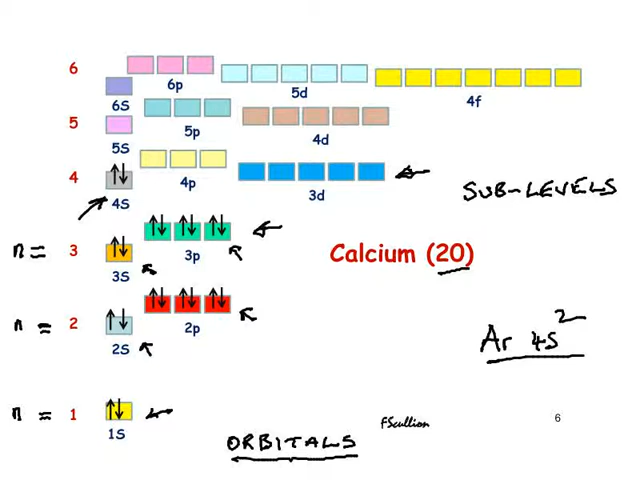 6
6p
5d
4f
6S
5
5p
4d
5S
4
4p
3d
4S
SUB-LEVELS
n = 3
3p
3S
Calcium (20)
n = 2
2p
2S
Ar 4S²
n = 1
1S
FScullion
6
ORBITALS